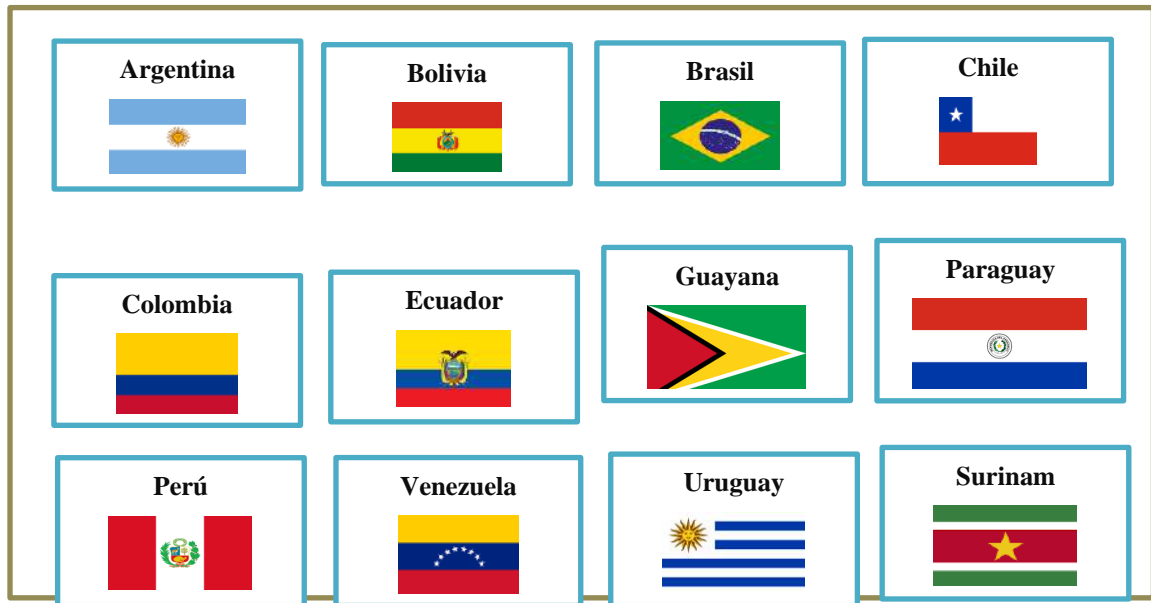 Argentina
Bolivia
Brasil
Chile
Colombia
Ecuador
Guayana
Paraguay
Perú
Venezuela
Uruguay
Surinam